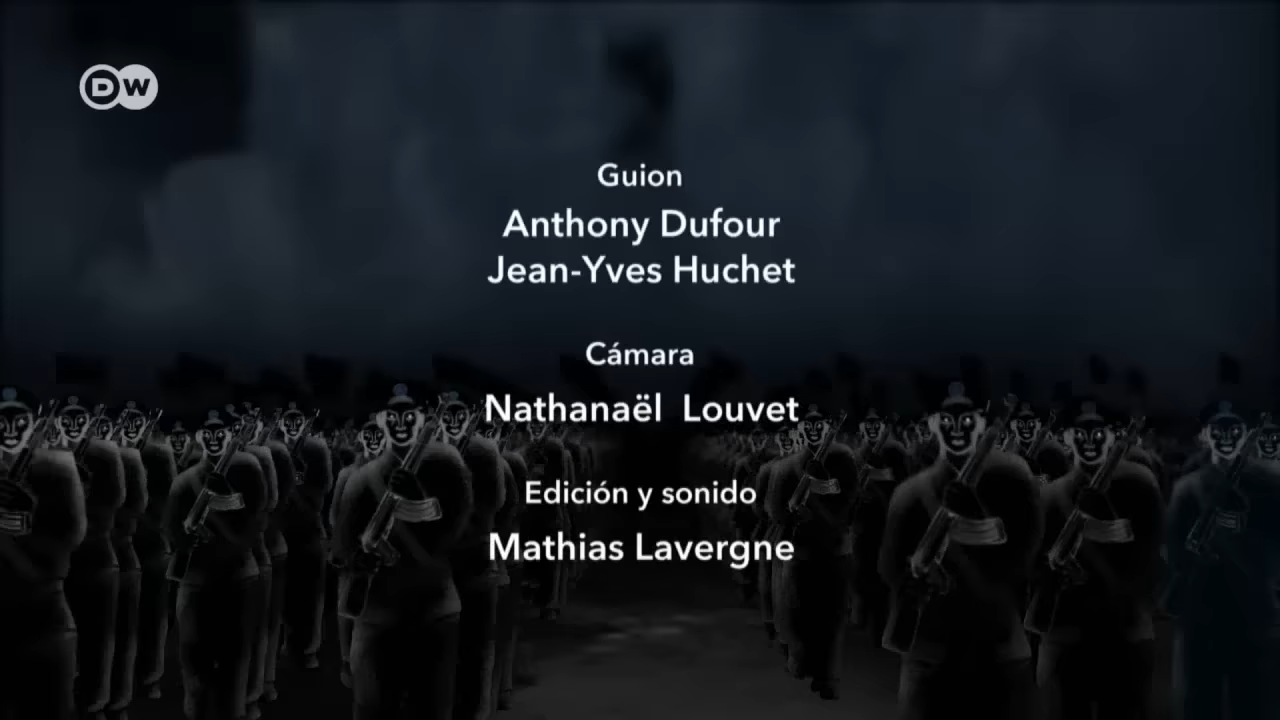 DW
Guion
Anthony Dufour
Jean-Yves Huchet
Cámara
Nathanaël Louvet
Edición y sonido
Mathias Lavergne